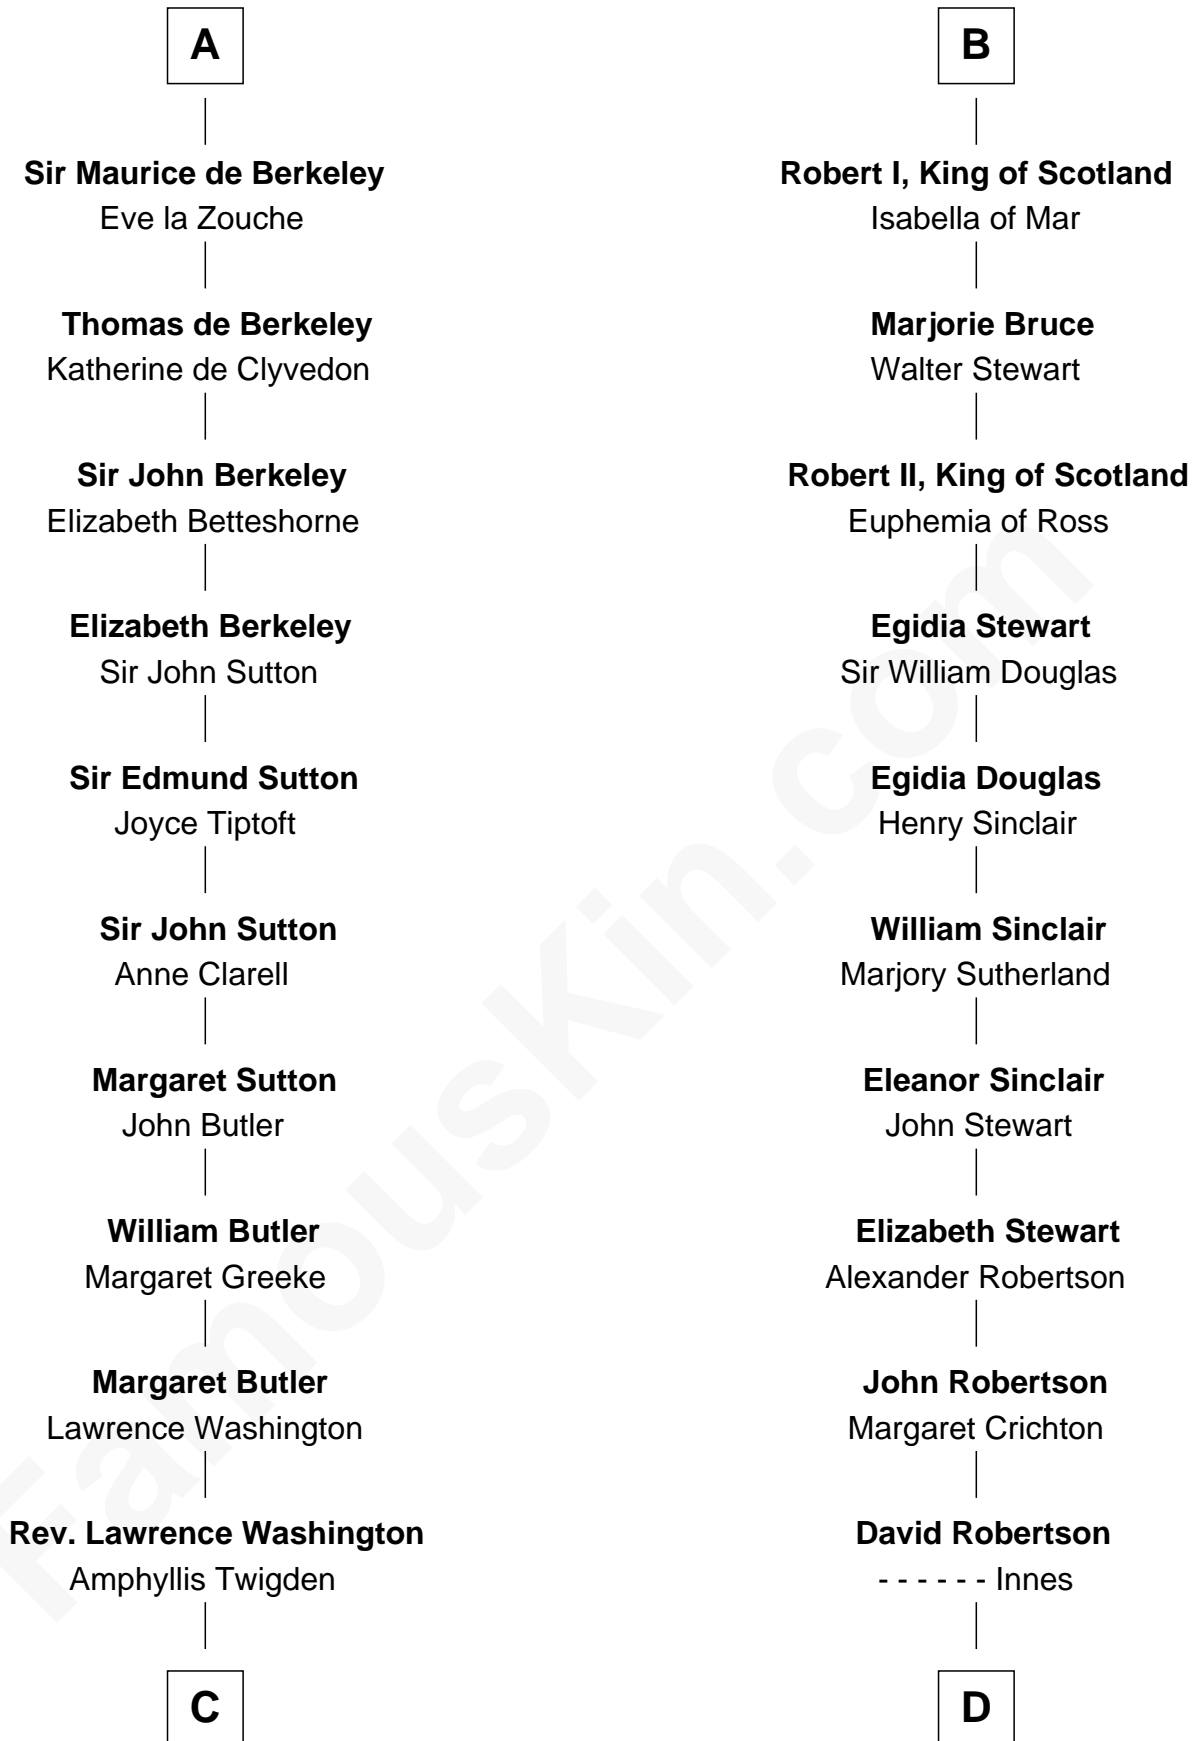 A
Sir Maurice de Berkeley
Eve la Zouche
Thomas de Berkeley
Katherine de Clyvedon
Sir John Berkeley
Elizabeth Betteshorne
Elizabeth Berkeley
Sir John Sutton
Sir Edmund Sutton
Joyce Tiptoft
Sir John Sutton
Anne Clarell
Margaret Sutton
John Butler
William Butler
Margaret Greeke
Margaret Butler
Lawrence Washington
Rev. Lawrence Washington
Amphyllis Twigden
C
B
Robert I, King of Scotland
Isabella of Mar
Marjorie Bruce
Walter Stewart
Robert II, King of Scotland
Euphemia of Ross
Egidia Stewart
Sir William Douglas
Egidia Douglas
Henry Sinclair
William Sinclair
Marjory Sutherland
Eleanor Sinclair
John Stewart
Elizabeth Stewart
Alexander Robertson
John Robertson
Margaret Crichton
David Robertson
- - - - - - Innes
D
FamousKin.com